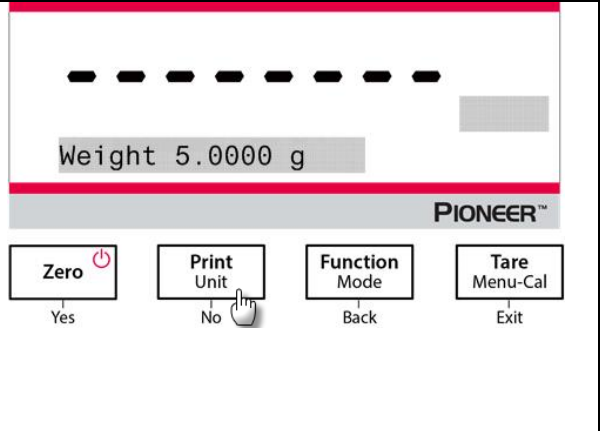 --------
Weight 5.0000 g
PIONEER™
Zero
Print
Unit
Function
Mode
Tare
Menu-Cal
Yes
No
Back
Exit